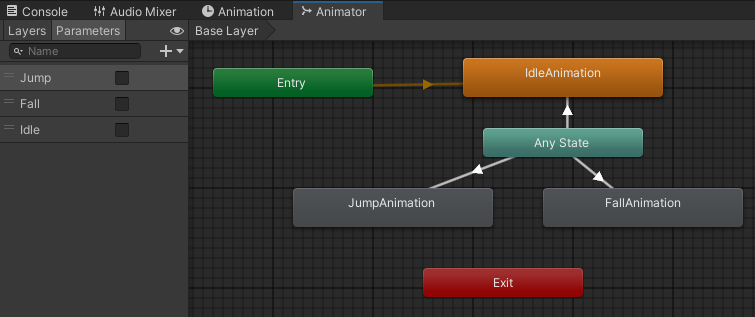 Console Audio Mixer Animation Animator
Layers Parameters Base Layer
Name
Jump
Fall
Idle
Entry
IdleAnimation
Any State
JumpAnimation
FallAnimation
Exit